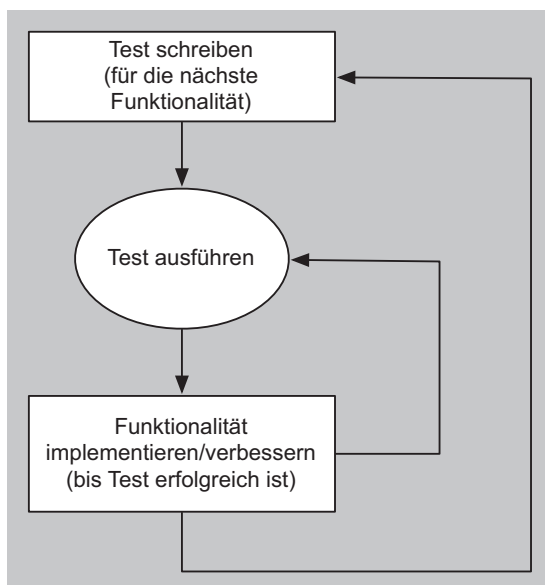 Test schreiben
(für die nächste
Funktionalität)
Test ausführen
Funktionalität
implementieren/verbessern
(bis Test erfolgreich ist)